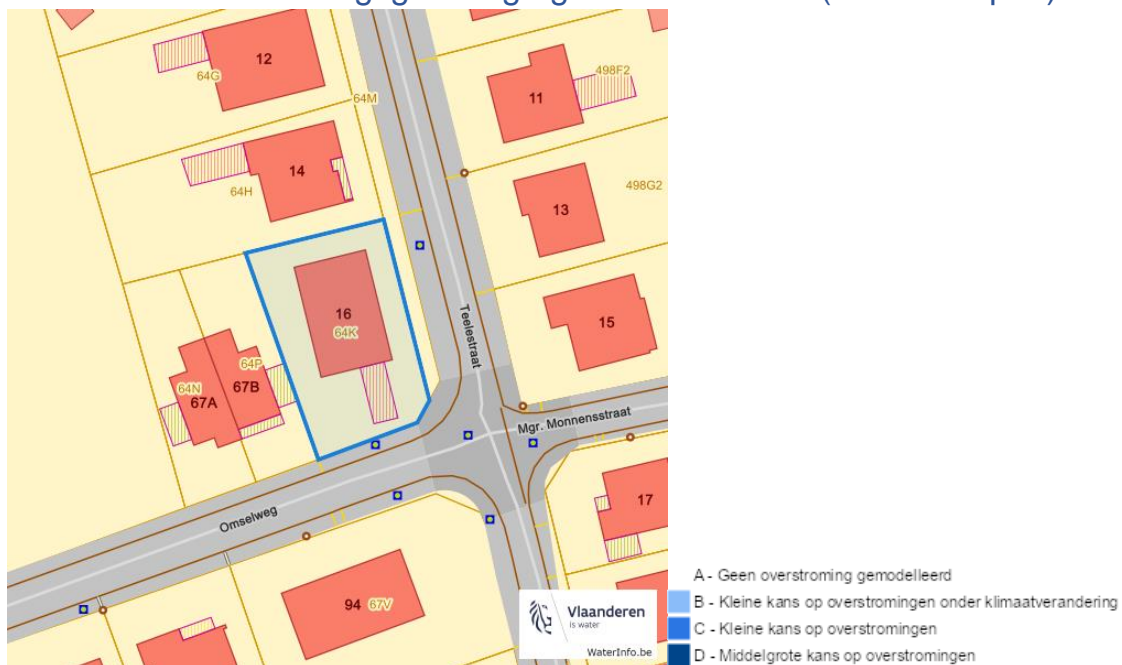 12
64G
64M
11
498F2
14
64H
13
498G2
16
64K
Teelestraat
15
64P
64N
67B
67A
Mgr. Monnensstraat
Omselweg
17
94 67V
Vlaanderen
is water
WaterInfo.be
A - Geen overstroming gemodelleerd
B - Kleine kans op overstromingen onder klimaatverandering
C - Kleine kans op overstromingen
D - Middelgrote kans op overstromingen